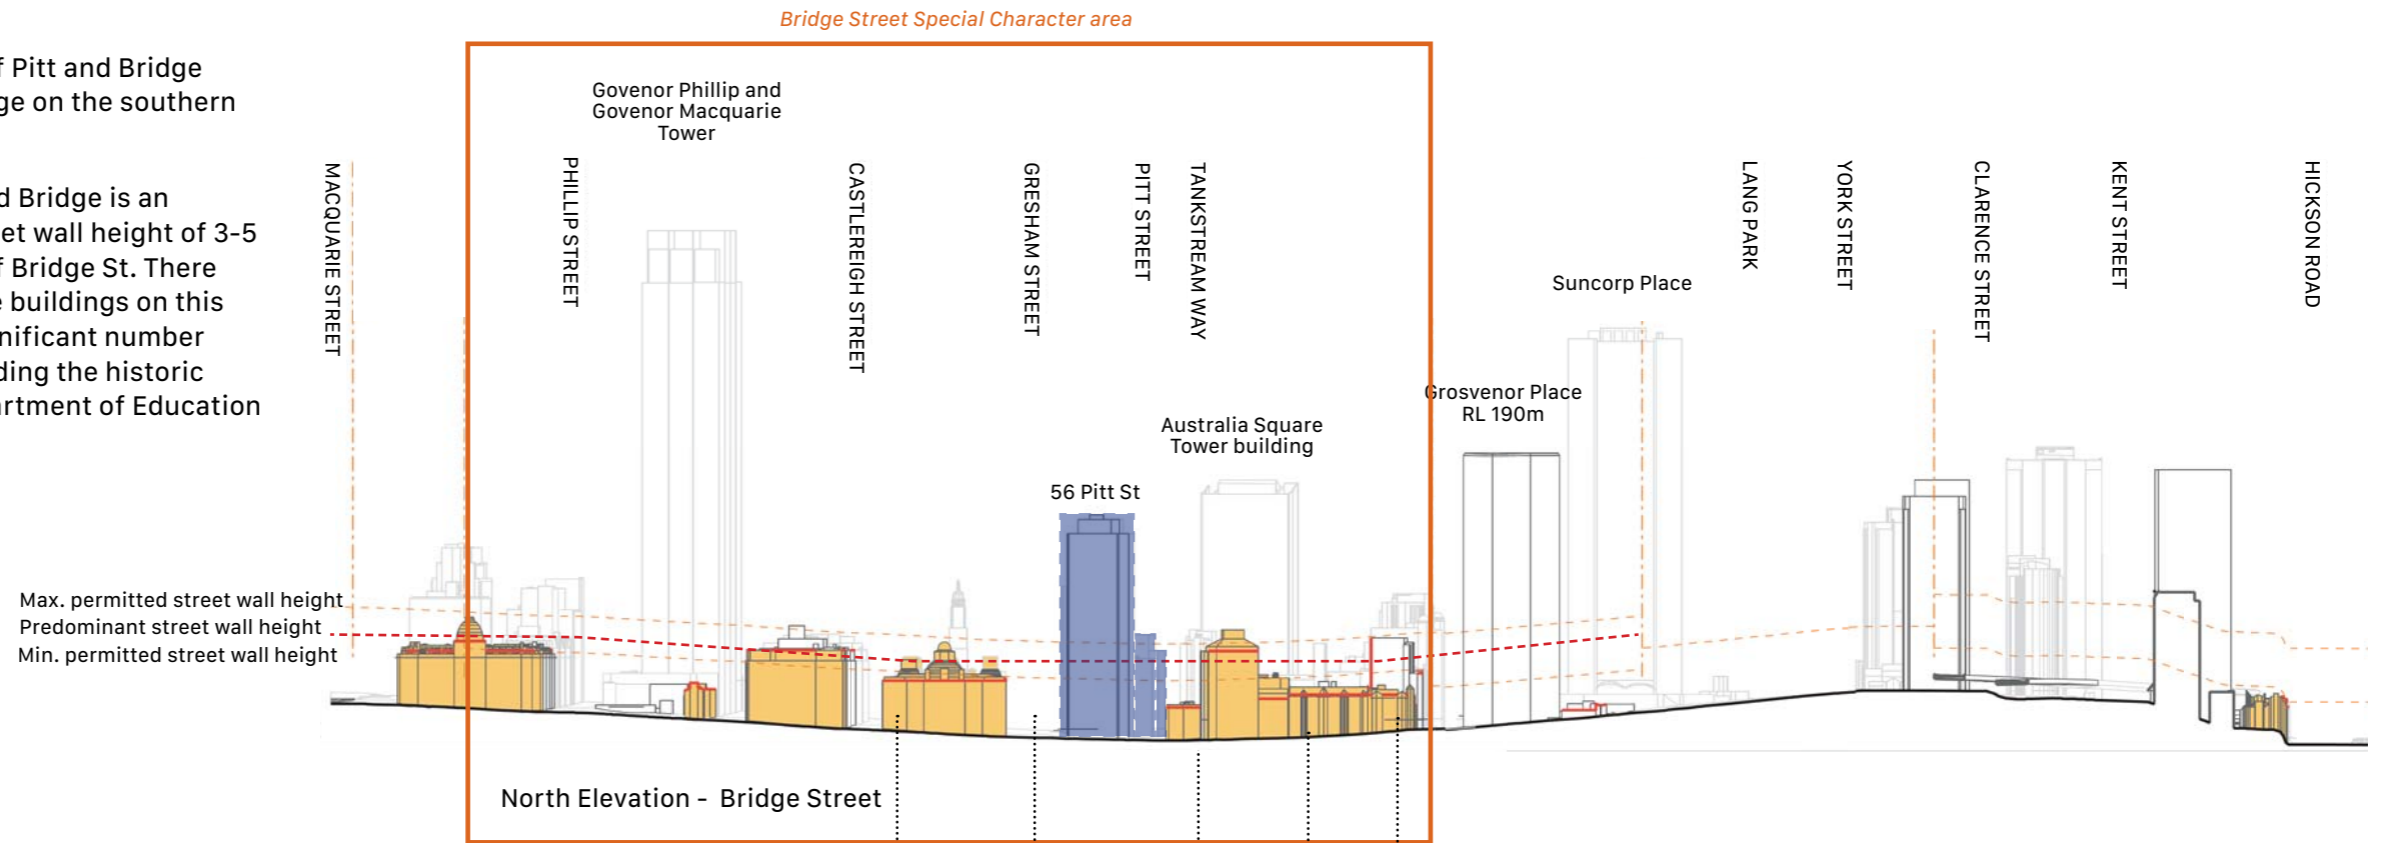 Bridge Street Special Character area
f Pitt and Bridge
ge on the southern
d Bridge is an
et wall height of 3-5
f Bridge St. There
e buildings on this
nificant number
ding the historic
artment of Education
Govenor Phillip and
Govenor Macquarie
Tower
MACQUARIE STREET
PHILLIP STREET
CASTLEREIGH STREET
GRESHAM STREET
PITT STREET
TANKSTREAM WAY
LANG PARK
YORK STREET
CLARENCE STREET
KENT STREET
HICKSON ROAD
Suncorp Place
Grosvenor Place
RL 190m
Australia Square
Tower building
56 Pitt St
Max. permitted street wall height
Predominant street wall height
Min. permitted street wall height
North Elevation - Bridge Street